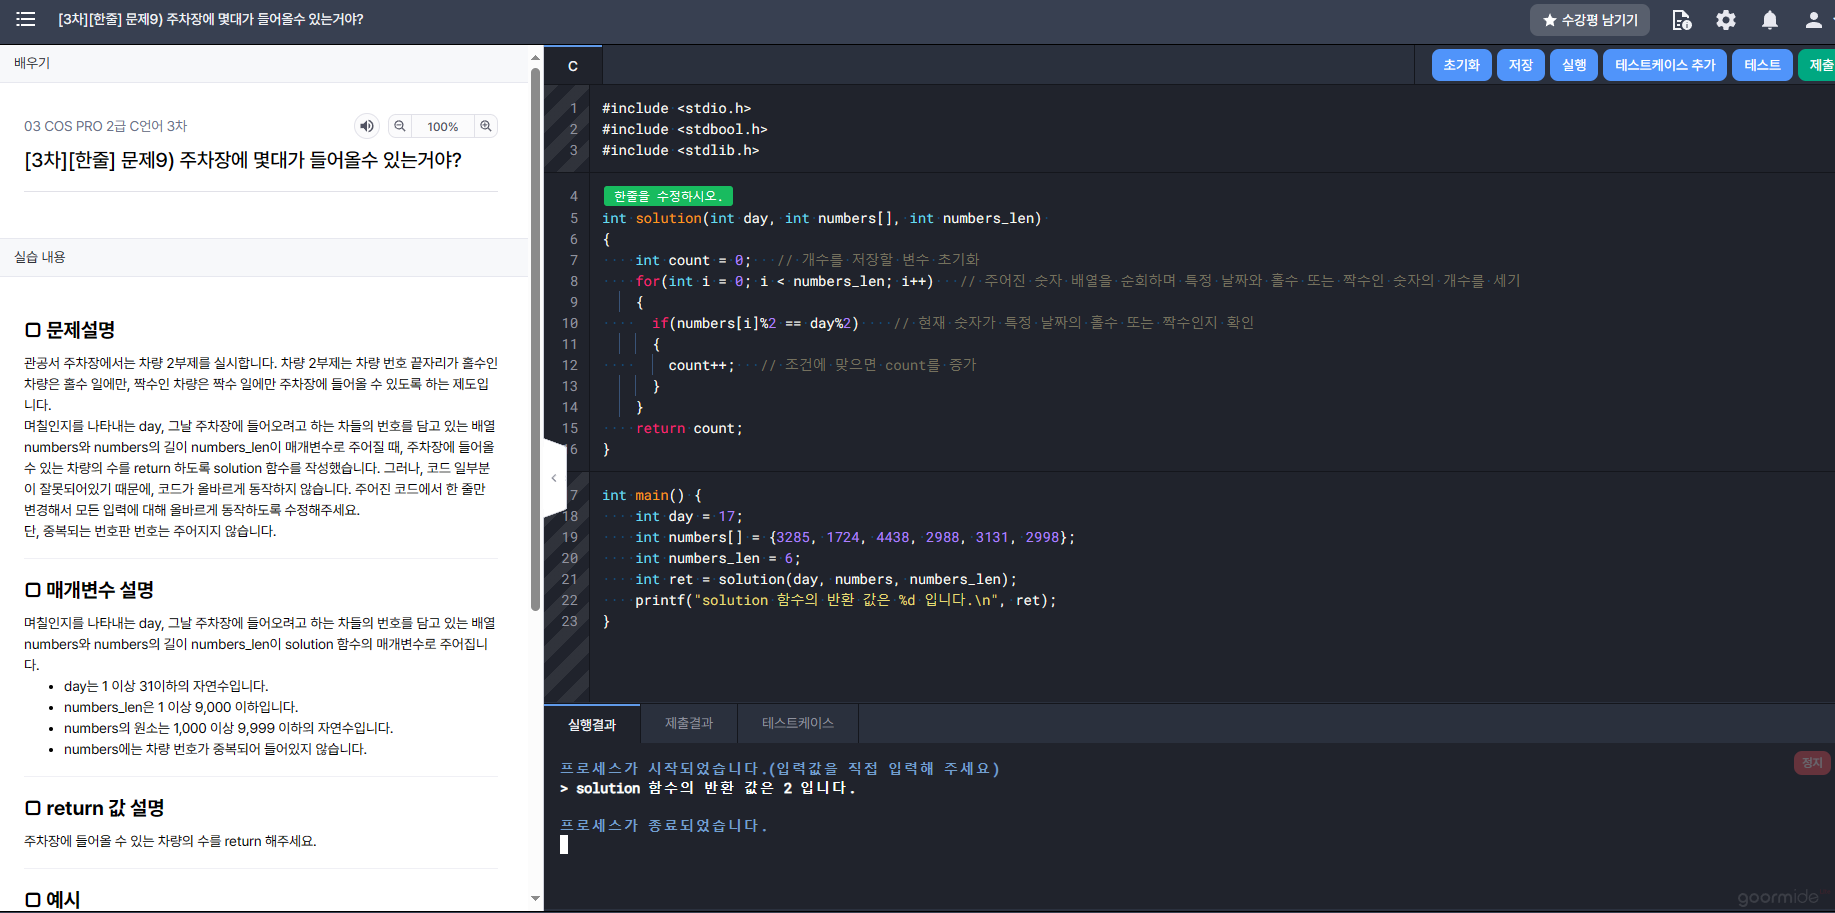 [3차][한줄] 문제9) 주차장에 몇대가 들어올수 있는거야?
★ 수강평 남기기
배우기
03 COS PRO 2급 C언어 3차
100%
[3차][한줄] 문제9) 주차장에 몇대가 들어올수 있는거야?
실습 내용
문제설명
관공서 주차장에서는 차량 2부제를 실시합니다. 차량 2부제는 차량 번호 끝자리가 홀수인
차량은 홀수 일에만, 짝수인 차량은 짝수 일에만 주차장에 들어올 수 있도록 하는 제도입
니다.
며칠인지를 나타내는 day, 그날 주차장에 들어오려고 하는 차들의 번호를 담고 있는 배열
numbers와 numbers의 길이 numbers_len이 매개변수로 주어질 때, 주차장에 들어올
수 있는 차량의 수를 return 하도록 solution 함수를 작성했습니다. 그러나, 코드 일부분
이 잘못되어있기 때문에, 코드가 올바르게 동작하지 않습니다. 주어진 코드에서 한 줄만
변경해서 모든 입력에 대해 올바르게 동작하도록 수정해주세요.
단, 중복되는 번호판 번호는 주어지지 않습니다.
매개변수 설명
며칠인지를 나타내는 day, 그날 주차장에 들어오려고 하는 차들의 번호를 담고 있는 배열
numbers와 numbers의 길이 numbers_len이 solution 함수의 매개변수로 주어집니
다.
• day는 1 이상 31이하의 자연수입니다.
• numbers_len은 1 이상 9,000 이하입니다.
• numbers의 원소는 1,000 이상 9,999 이하의 자연수입니다.
• numbers에는 차량 번호가 중복되어 들어있지 않습니다.
return 값 설명
주차장에 들어올 수 있는 차량의 수를 return 해주세요.
예시
C
초기화 저장 실행 테스트케이스 추가 테스트 제출
1 #include <stdio.h>
2 #include <stdbool.h>
3 #include <stdlib.h>
4 한줄을 수정하시오.
5 int solution(int day, int numbers[], int numbers_len)
6 {
7 int count = 0; // 개수를 저장할 변수 초기화
8 for(int i = 0; i < numbers_len; i++) // 주어진 숫자 배열을 순회하며 특정 날짜와 홀수 또는 짝수인 숫자의 개수를 세기
9 {
10 if(numbers[i]%2 == day%2) // 현재 숫자가 특정 날짜의 홀수 또는 짝수인지 확인
11 {
12 count++; // 조건에 맞으면 count를 증가
13 }
14 }
15 return count;
6 }
7 int main() {
18 int day = 17;
19 int numbers[] = {3285, 1724, 4438, 2988, 3131, 2998};
20 int numbers_len = 6;
21 int ret = solution(day, numbers, numbers_len);
22 printf("solution 함수의 반환 값은 %d 입니다.\n", ret);
23 }
실행결과 제출결과 테스트케이스
프로세스가 시작되었습니다.(입력값을 직접 입력해 주세요)
정지
> solution 함수의 반환 값은 2 입니다.
프로세스가 종료되었습니다.
goormide